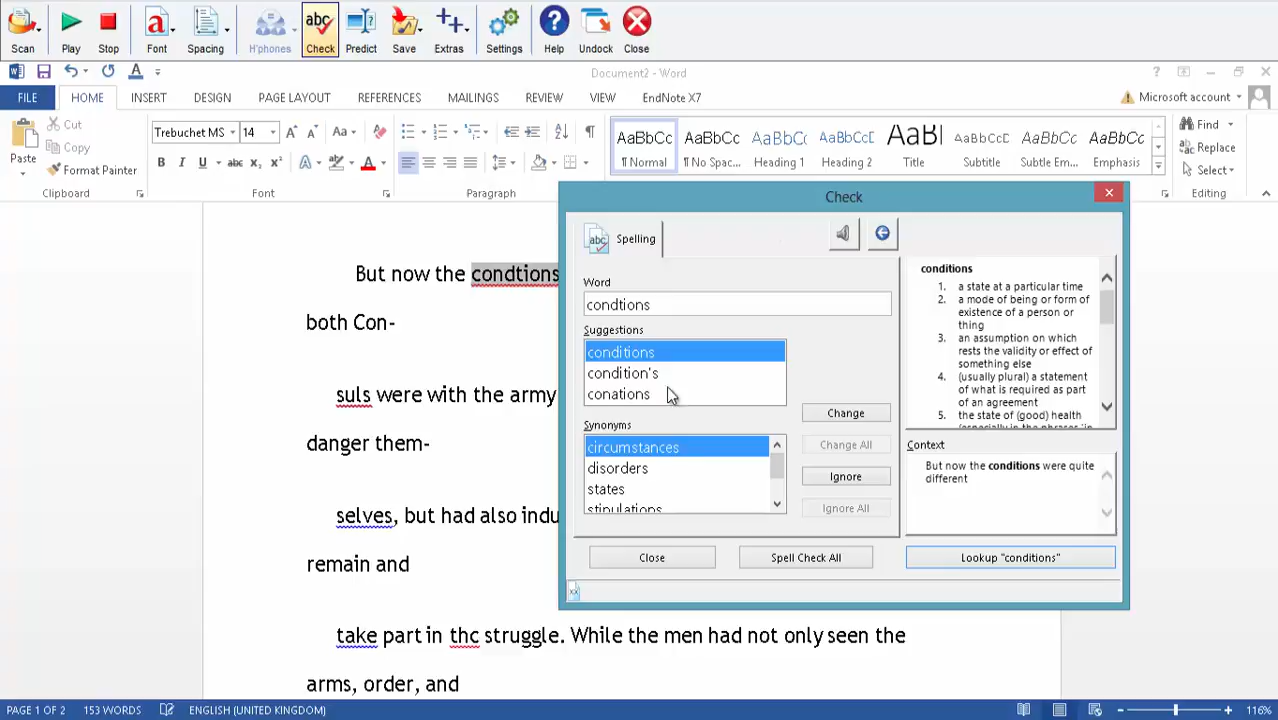 Scan Play Stop Font Spacing H'phones Check Predict Save Extras Settings Help Undock Close
Document2 - Word
FILE HOME INSERT DESIGN PAGE LAYOUT REFERENCES MAILINGS REVIEW VIEW EndNote X7 Microsoft account
Paste Cut Copy Format Painter
Trebuchet MS 14
AaBbCc AaBbCc AaBbCc AaBbCcD AaBl AaBbCc AaBbCc AaBbCc
¶ Normal ¶ No Spac... Heading 1 Heading2 Title Subtitle Subtle Em... Emphasis
Find
Replace
Select
Clipboard Font Paragraph Editing
But now the condtions
both Con-
suls were with the army
danger them-
selves, but had also indu
remain and
take part in thc struggle. While the men had not only seen the
arms, order, and
Check
abc Spelling
Word
condtions
Suggestions
conditions
condition's
conations
Synonyms
circumstances
disorders
states
stipulations
Change
Change All
Ignore
Ignore All
Close Spell Check All
conditions
1. a state at a particular time
2. a mode of being or form of
existence of a person or
thing
3. an assumption on which
rests the validity or effect of
something else
4. (usually plural) a statement
of what is required as part
of an agreement
5. the state of (good) health
(especially in the phrases 'in
Context
But now the conditions were quite
different
Lookup "conditions"
PAGE 1 OF 2 153 WORDS ENGLISH (UNITED KINGDOM) 116%